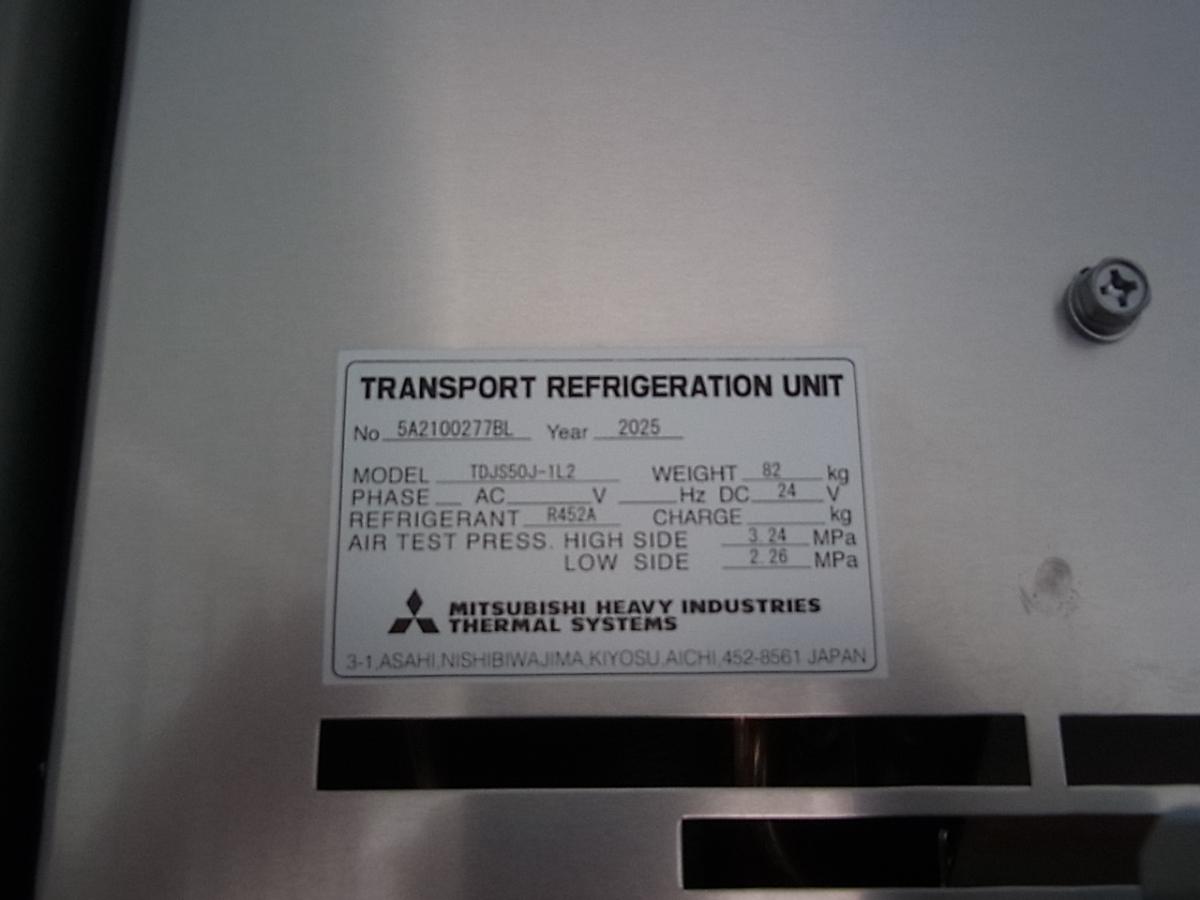 TRANSPORT REFRIGERATION UNIT
No 5A2100277BL Year 2025
MODEL TDJS50J-1L2 WEIGHT 82 kg
PHASE AC V Hz DC 24 V
REFRIGERANT R452A CHARGE kg
AIR TEST PRESS. HIGH SIDE 3.24 MPa
LOW SIDE 2.26 MPa
MITSUBISHI HEAVY INDUSTRIES
THERMAL SYSTEMS
3-1,ASAHI,NISHIBIWAJIMA,KIYOSU,AICHI,452-8561 JAPAN